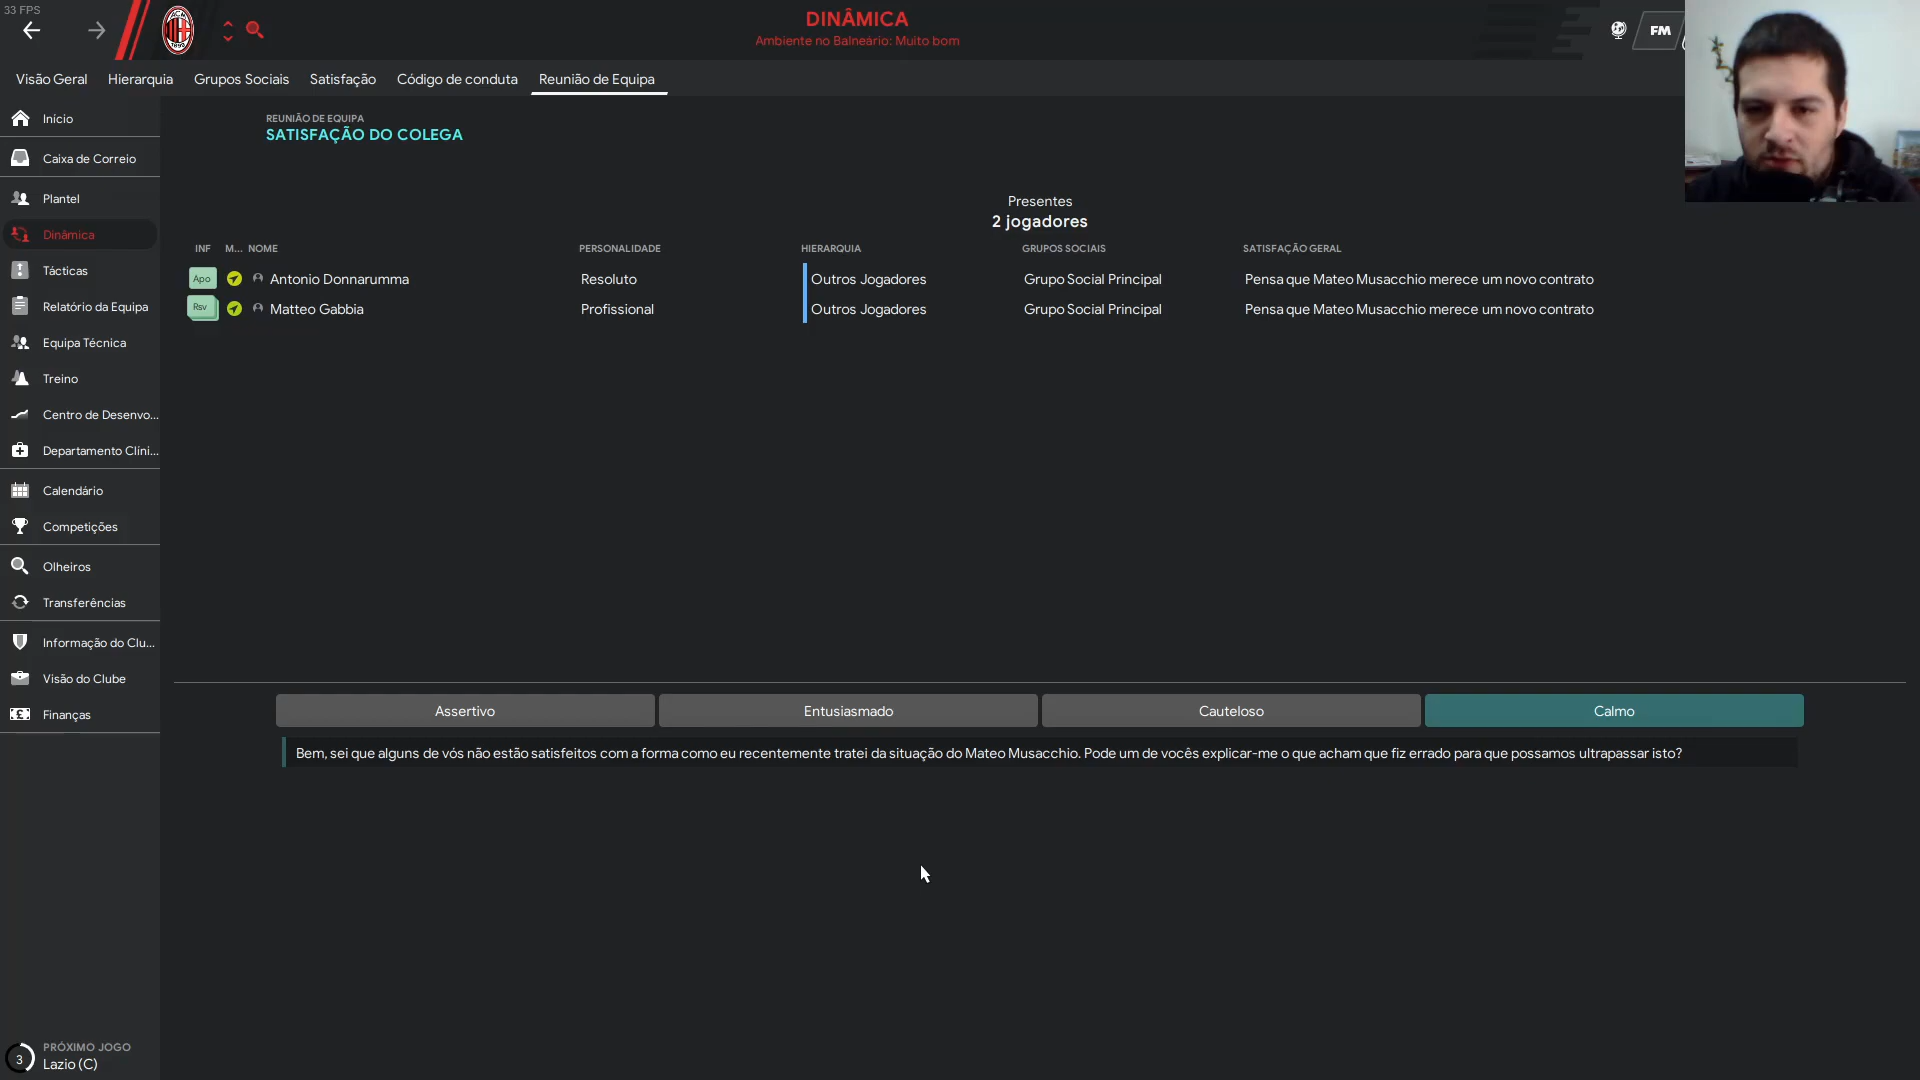 33 FPS
DINÂMICA
Ambiente no Balneário: Muito bom
FM
Visão Geral
Hierarquia
Grupos Sociais
Satisfação
Código de conduta
Reunião de Equipa
Início
Caixa de Correio
Plantel
Dinâmica
Tácticas
Relatório da Equipa
Equipa Técnica
Treino
Centro de Desenvo...
Departamento Clíni...
Calendário
Competições
Olheiros
Transferências
Informação do Clu...
Visão do Clube
Finanças
3
PRÓXIMO JOGO
Lazio (C)
REUNIÃO DE EQUIPA
SATISFAÇÃO DO COLEGA
Presentes
2 jogadores
INF M... NOME PERSONALIDADE HIERARQUIA GRUPOS SOCIAIS SATISFAÇÃO GERAL
Apo Antonio Donnarumma Resoluto Outros Jogadores Grupo Social Principal Pensa que Mateo Musacchio merece um novo contrato
Rsv Matteo Gabbia Profissional Outros Jogadores Grupo Social Principal Pensa que Mateo Musacchio merece um novo contrato
Assertivo
Entusiasmado
Cauteloso
Calmo
Bem, sei que alguns de vós não estão satisfeitos com a forma como eu recentemente tratei da situação do Mateo Musacchio. Pode um de vocês explicar-me o que acham que fiz errado para que possamos ultrapassar isto?